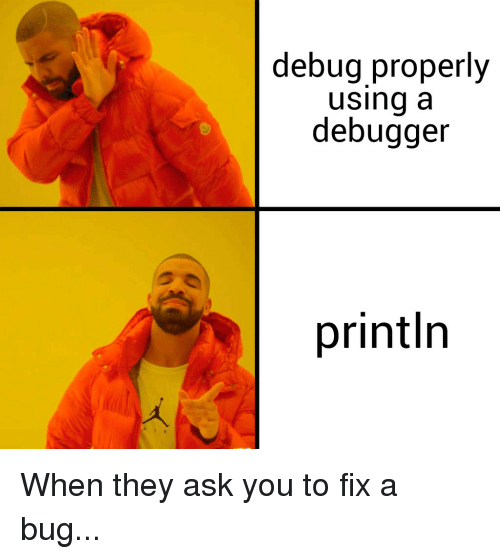 debug properly
using a
debugger
println
When they ask you to fix a
bug...